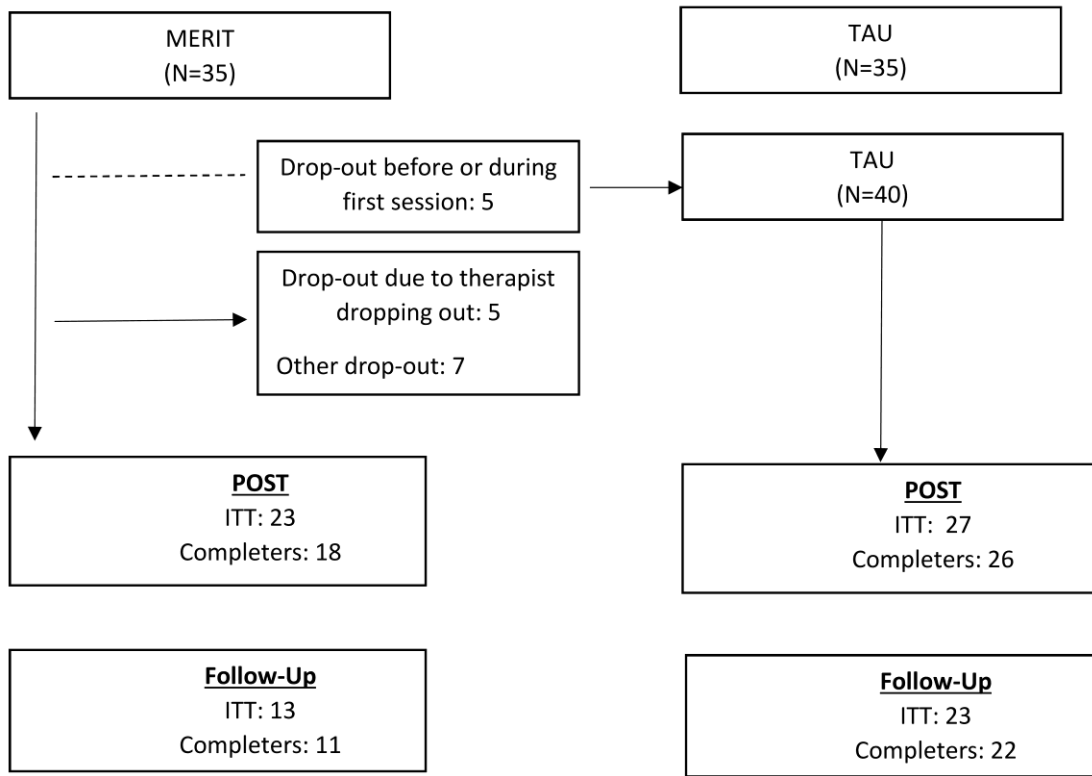 MERIT
(N=35)
TAU
(N=35)
Drop-out before or during
first session: 5
TAU
(N=40)
Drop-out due to therapist
dropping out: 5
Other drop-out: 7
POST
ITT: 23
Completers: 18
POST
ITT: 27
Completers: 26
Follow-Up
ITT: 13
Completers: 11
Follow-Up
ITT: 23
Completers: 22